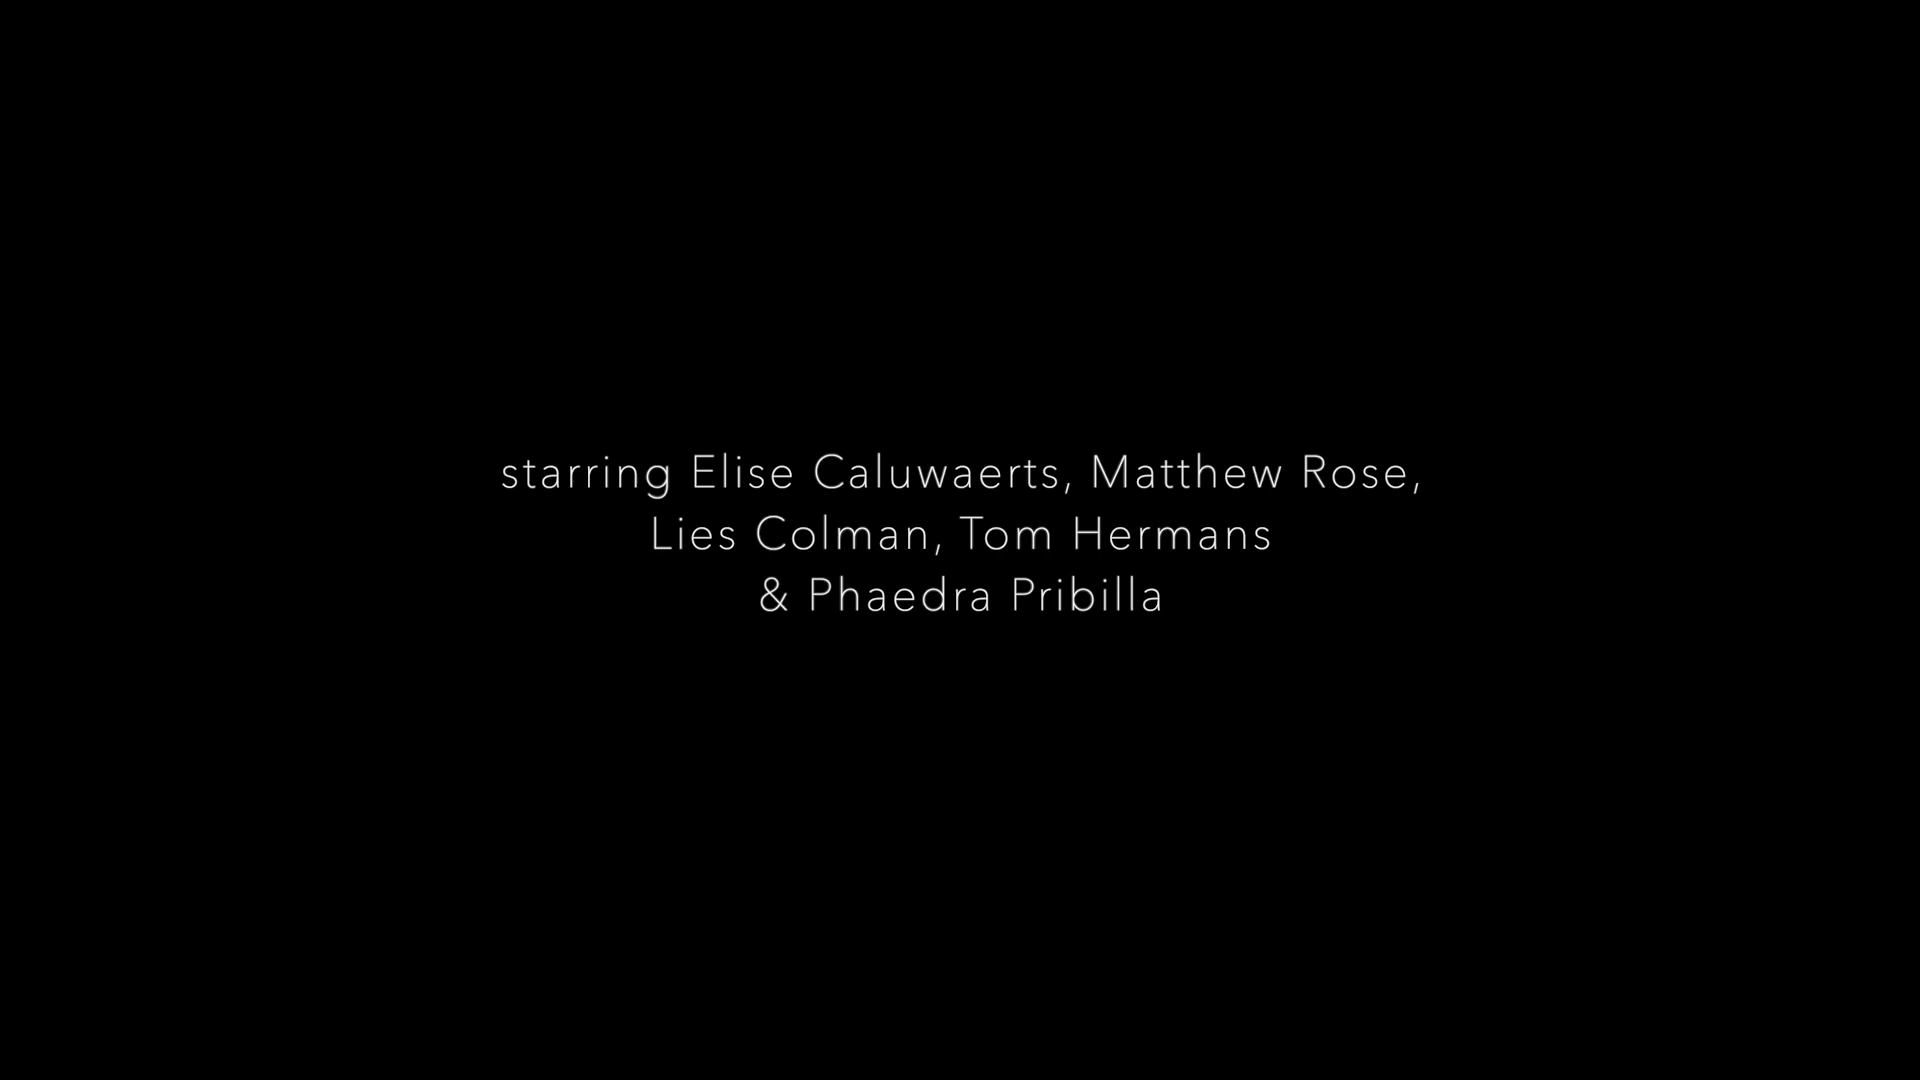 starring Elise Caluwaerts, Matthew Rose,
Lies Colman, Tom Hermans
& Phaedra Pribilla